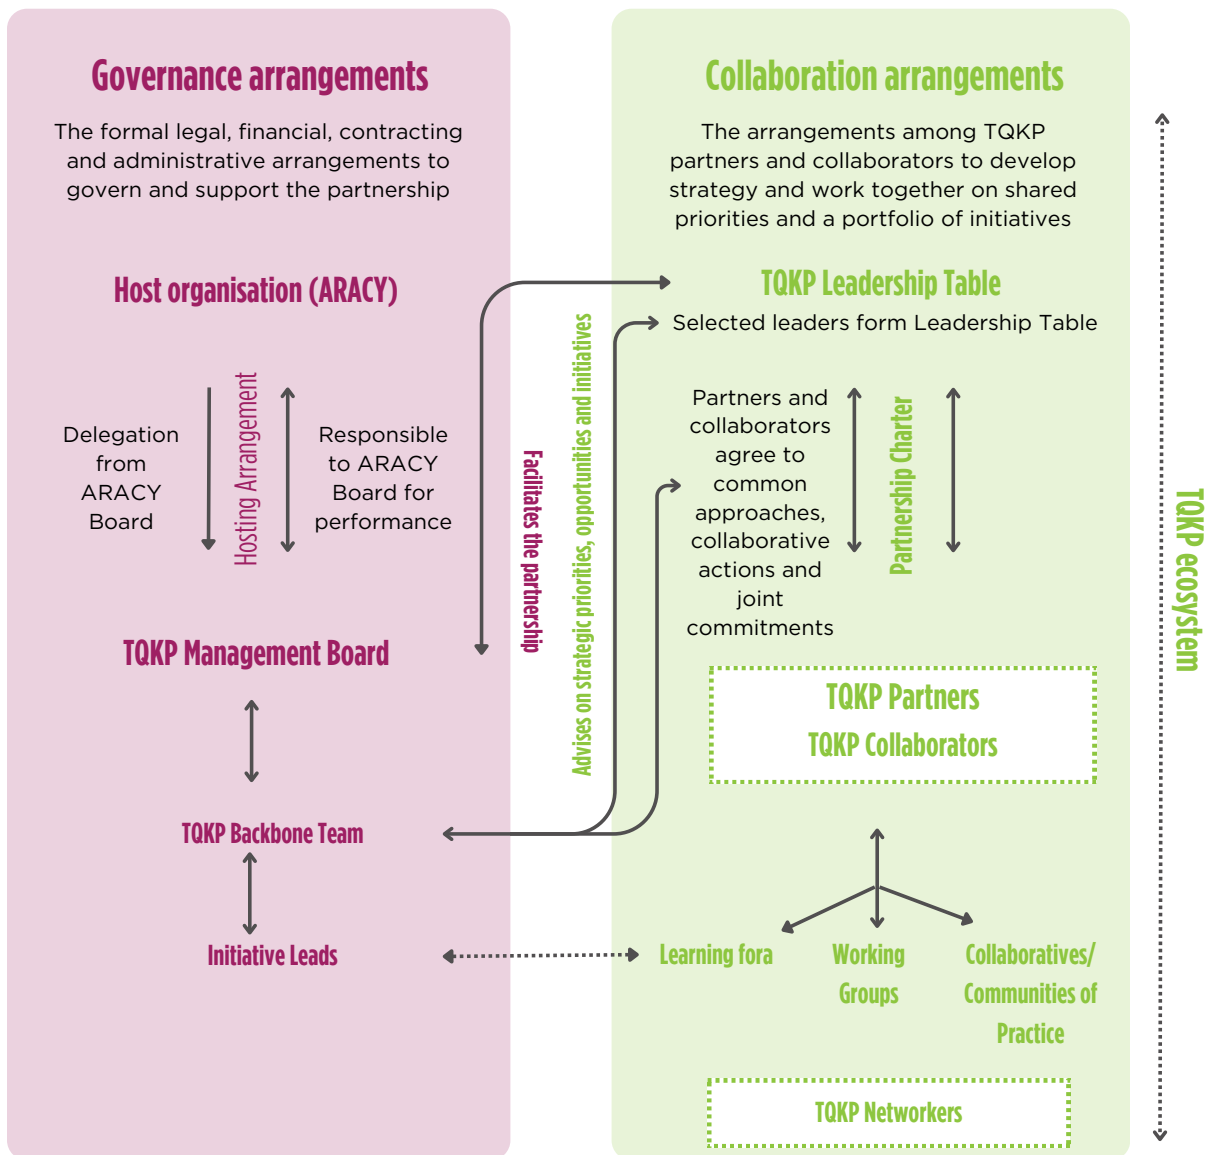 Governance arrangements
The formal legal, financial, contracting
and administrative arrangements to
govern and support the partnership
Host organisation (ARACY)
Delegation
from
ARACY
Board
Hosting Arrangement
Responsible
to ARACY
Board for
performance
TQKP Management Board
TQKP Backbone Team
Initiative Leads
Facilitates the partnership
Advises on strategic priorities, opportunities and initiatives
Collaboration arrangements
The arrangements among TQKP
partners and collaborators to develop
strategy and work together on shared
priorities and a portfolio of initiatives
TQKP Leadership Table
Selected leaders form Leadership Table
Partners and
collaborators
agree to
common
approaches,
collaborative
actions and
joint
commitments
Partnership Charter
TQKP Partners
TQKP Collaborators
Learning fora
Working
Groups
Collaboratives/
Communities of
Practice
TQKP Networkers
TQKP ecosystem